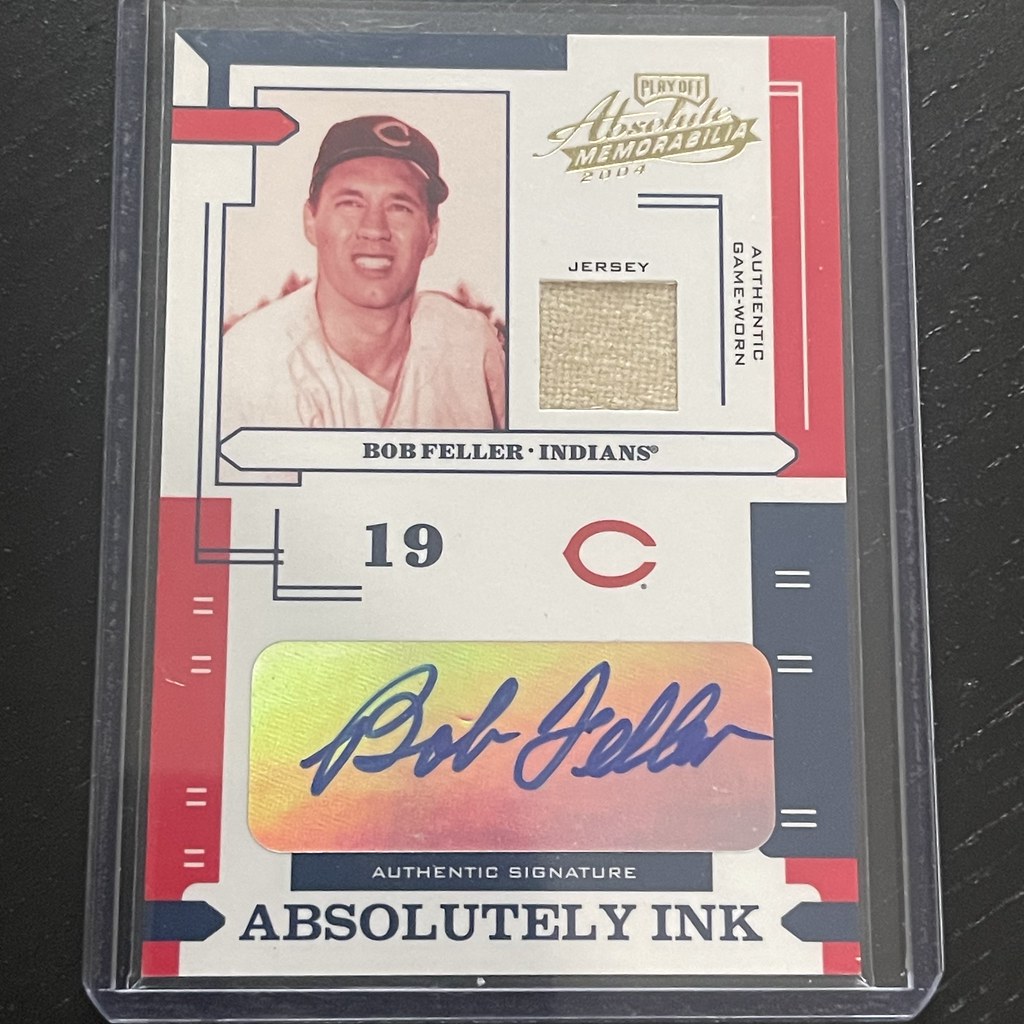 PLAYOFF
Absolute
MEMORABILIA
2004
JERSEY
AUTHENTIC
GAME-WORN
BOB FELLER · INDIANS®
19
C
Bob Feller
AUTHENTIC SIGNATURE
ABSOLUTELY INK